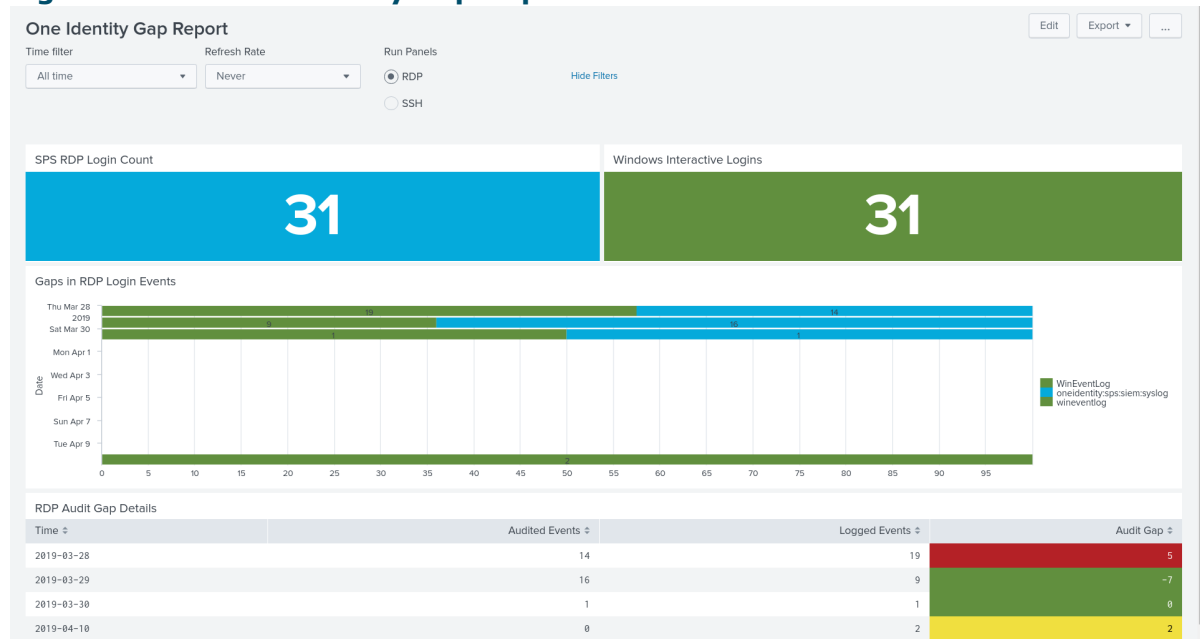 One Identity Gap Report
Edit Export ...
Time filter Refresh Rate Run Panels
All time Never RDP Hide Filters
SSH
SPS RDP Login Count Windows Interactive Logins
31 31
Gaps in RDP Login Events
Thu Mar 28 19 14
2019 9 16
Sat Mar 30 1 1
Mon Apr 1
Wed Apr 3
Fri Apr 5
Sun Apr 7
Tue Apr 9
2
Date
0 5 10 15 20 25 30 35 40 45 50 55 60 65 70 75 80 85 90 95
WinEventLog
oneidentity:sps:siem:syslog
wineventlog
RDP Audit Gap Details
Time Audited Events Logged Events Audit Gap
2019-03-28 14 19 5
2019-03-29 16 9 -7
2019-03-30 1 1 0
2019-04-10 0 2 2